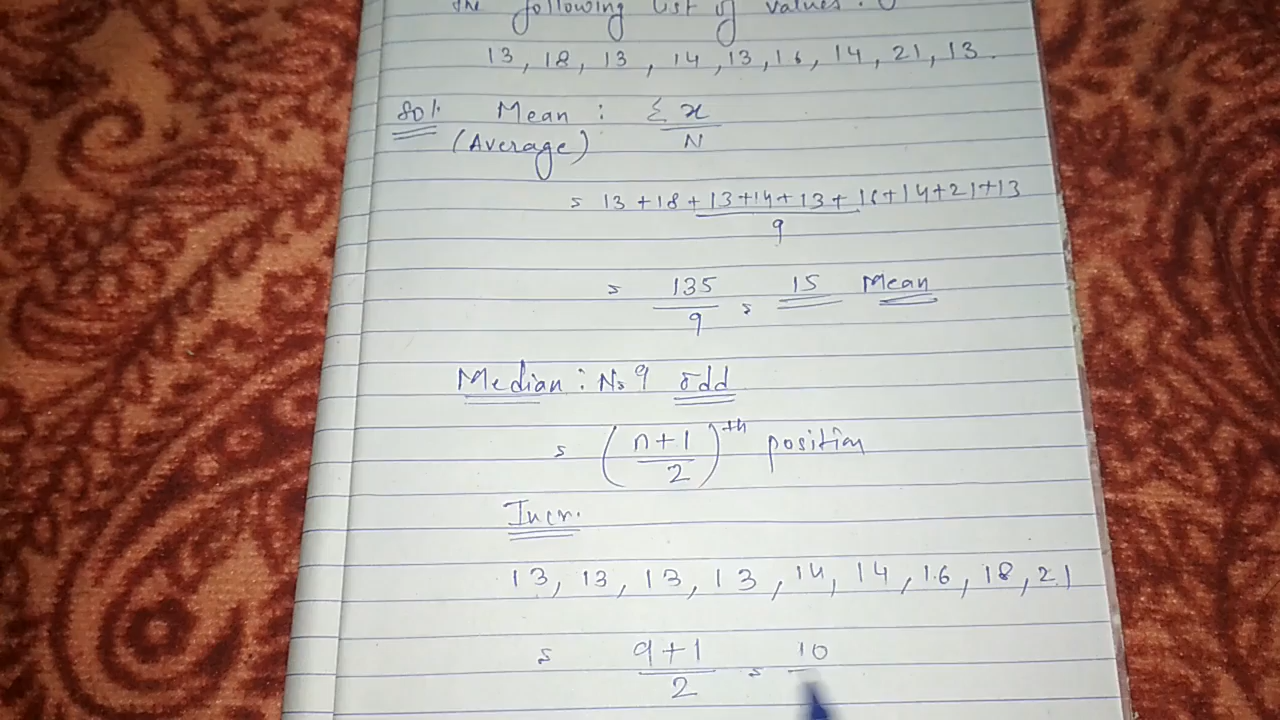 the following list of values.
13, 18, 13, 14, 13, 16, 14, 21, 13.
Sol. Mean : Σx/N
(Average)
= 13+18+13+14+13+16+14+21+13
9
= 135/9 = 15 Mean
Median : N=9 odd
= (n+1/2)th position
Incr.
13, 13, 13, 13, 14, 14, 16, 18, 21
= 9+1/2 = 10